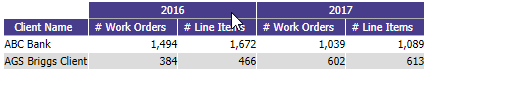 2016 2017
Client Name # Work Orders # Line Items # Work Orders # Line Items
ABC Bank 1,494 1,672 1,039 1,089
AGS Briggs Client 384 466 602 613